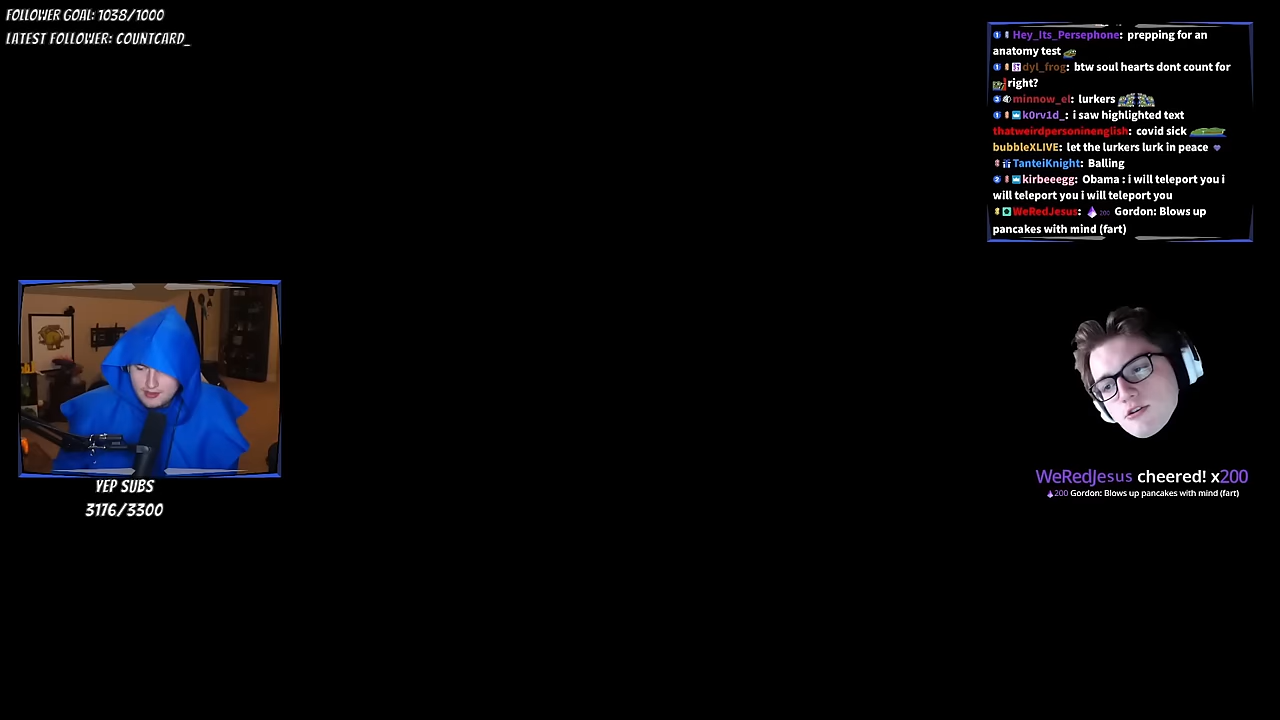 FOLLOWER GOAL: 1038/1000
LATEST FOLLOWER: COUNTCARD_
Hey_Its_Persephone: prepping for an
anatomy test
dyl_frog: btw soul hearts dont count for
right?
minnow_el: lurkers
k0rv1d_: i saw highlighted text
thatweirdpersoninenglish: covid sick
bubbleXLIVE: let the lurkers lurk in peace
TanteiKnight: Balling
kirbeeegg: Obama : i will teleport you i
will teleport you i will teleport you
WeRedJesus: 200 Gordon: Blows up
pancakes with mind (fart)
YEP SUBS
3176/3300
WeRedJesus cheered! x200
200 Gordon: Blows up pancakes with mind (fart)